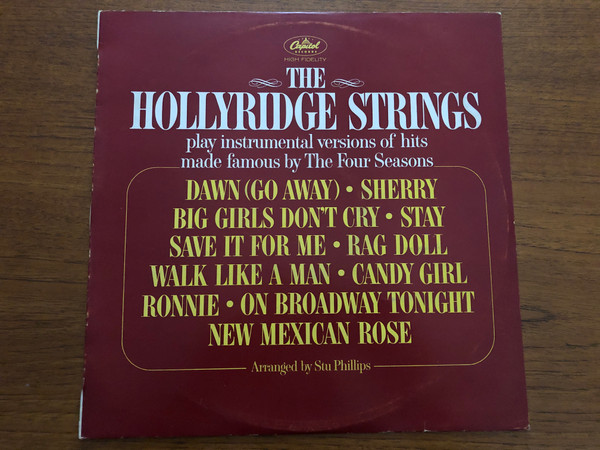 Capitol
RECORDS
HIGH FIDELITY
THE
HOLLYRIDGE STRINGS
play instrumental versions of hits
made famous by The Four Seasons
DAWN (GO AWAY) • SHERRY
BIG GIRLS DON'T CRY • STAY
SAVE IT FOR ME • RAG DOLL
WALK LIKE A MAN • CANDY GIRL
RONNIE • ON BROADWAY TONIGHT
NEW MEXICAN ROSE
Arranged by Stu Phillips